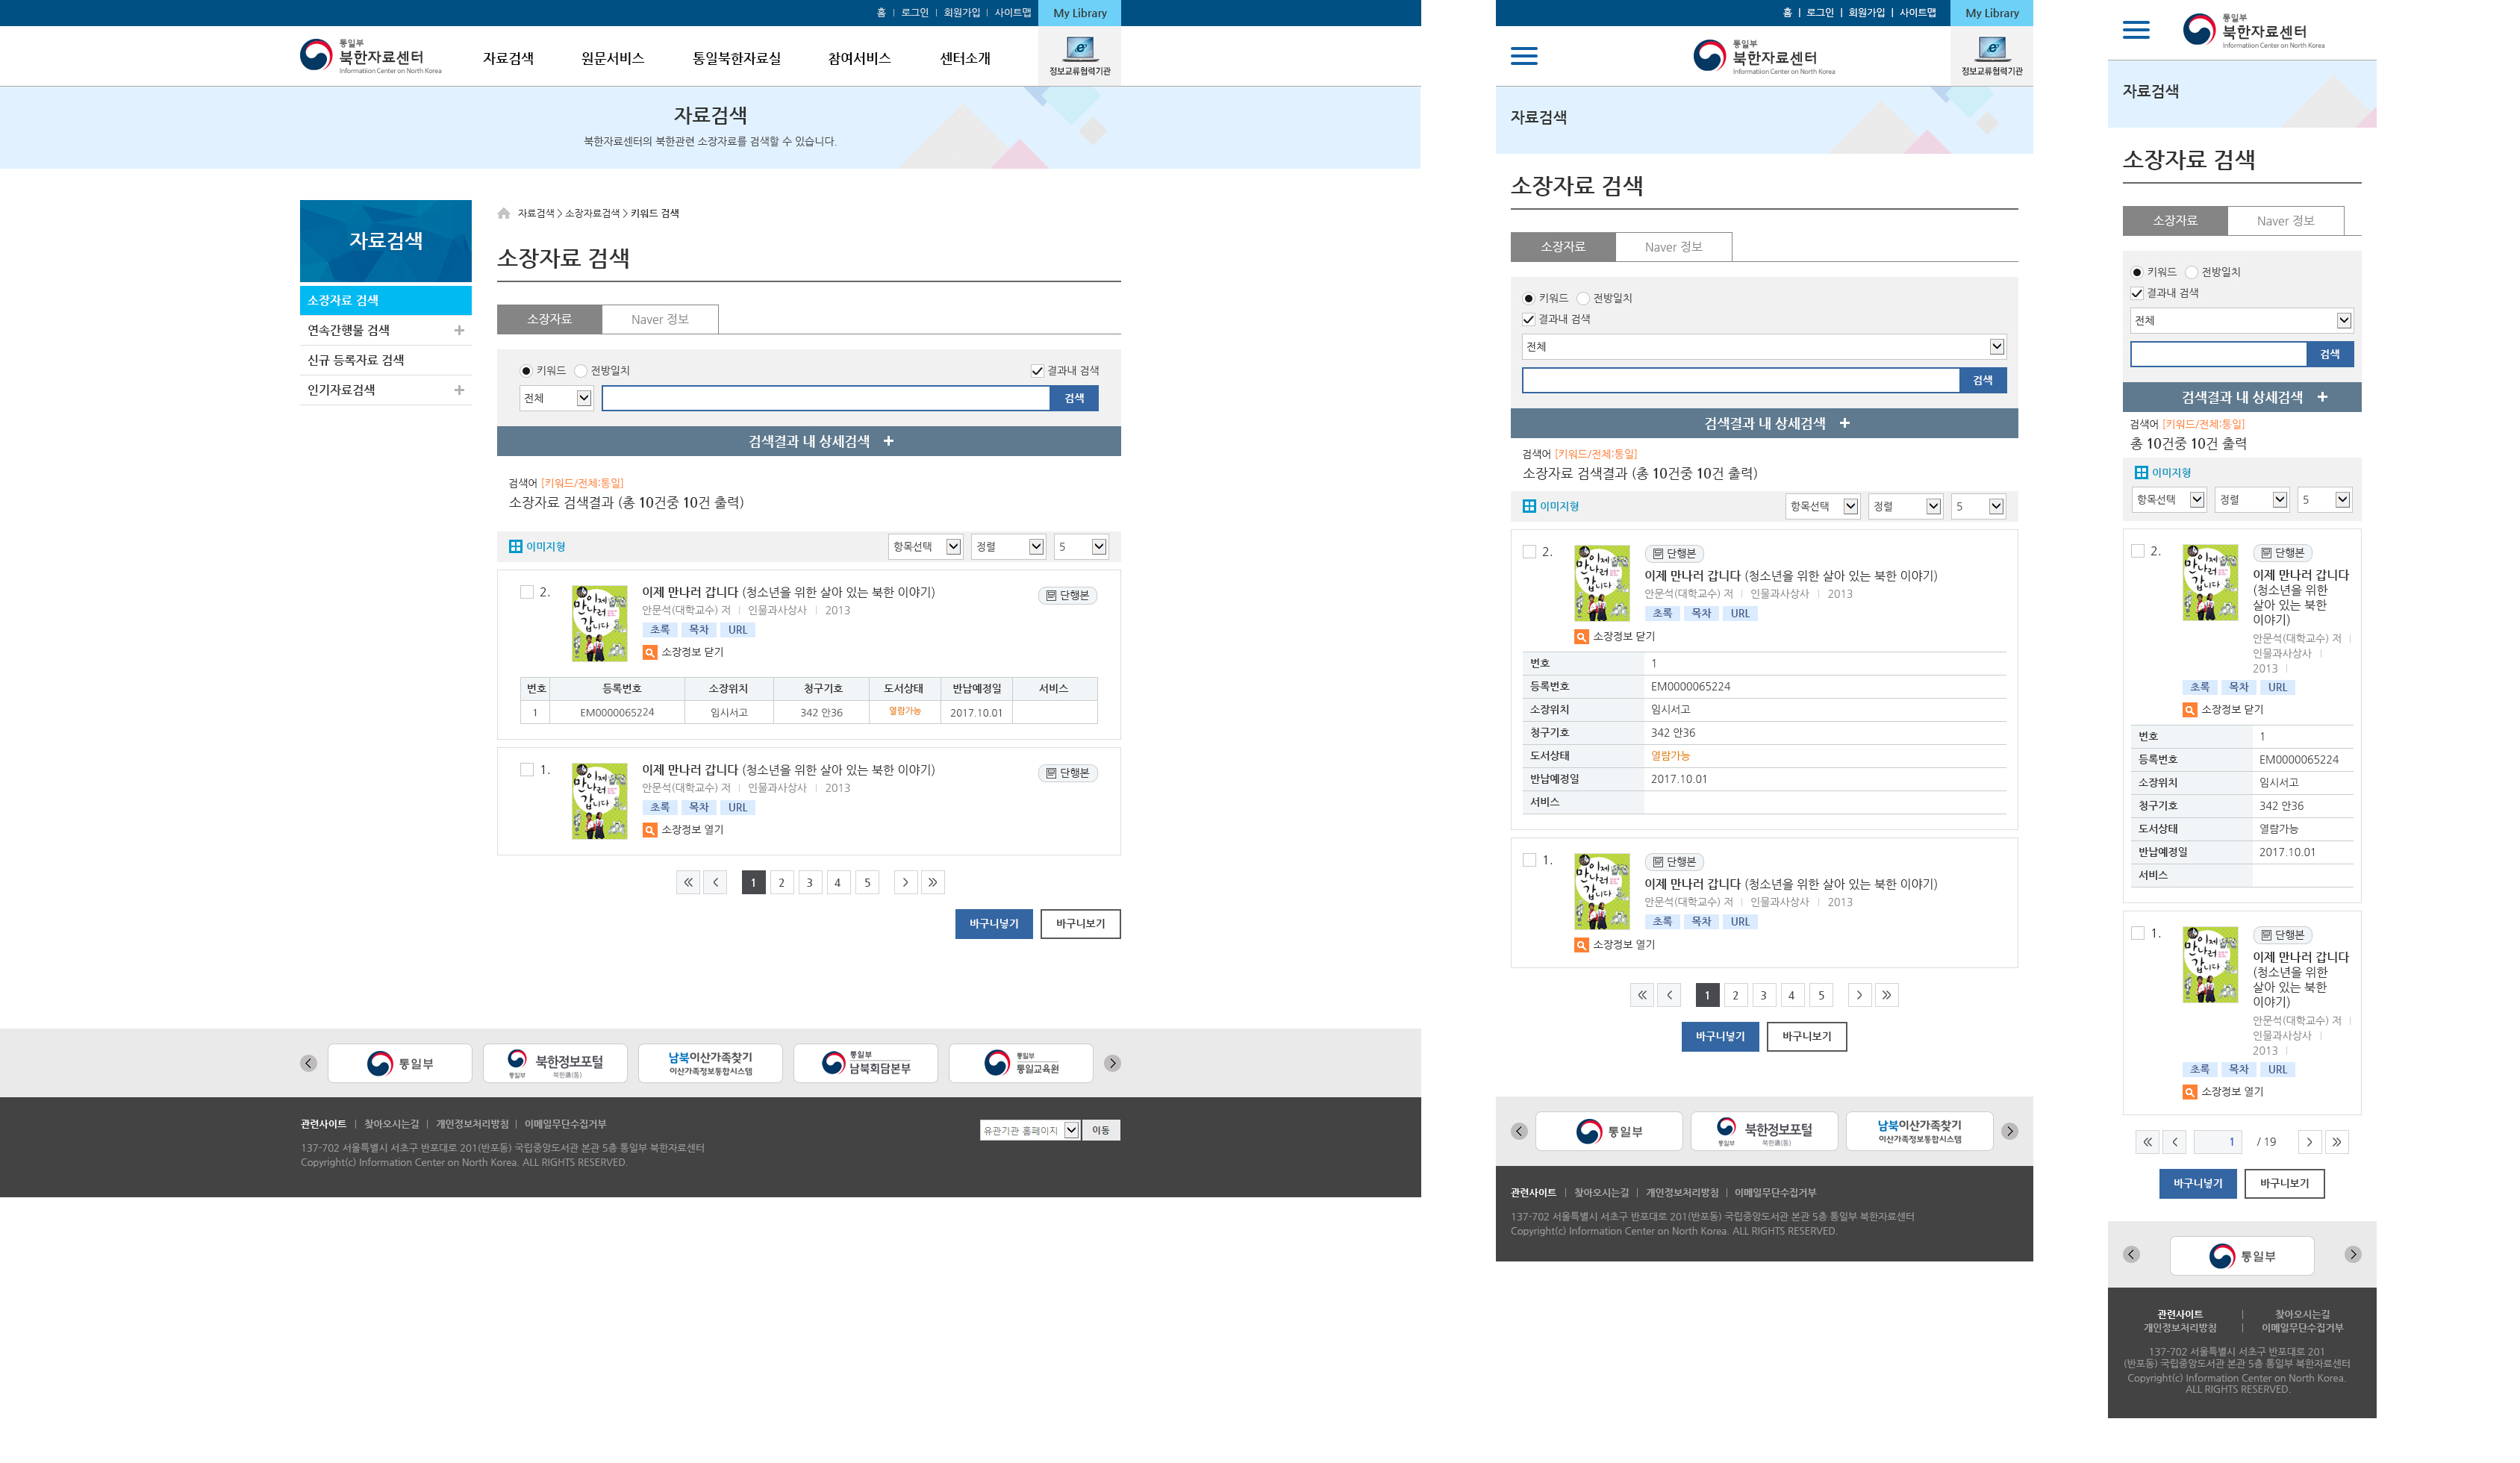 홈 | 로그인 | 회원가입 | 사이트맵
My Library
통일부
북한자료센터
Informatiion Center on North Korea
자료검색 원문서비스 통일북한자료실 참여서비스 센터소개
정보교류협력기관
자료검색
북한자료센터의 북한관련 소장자료를 검색할 수 있습니다.
자료검색
소장자료 검색
연속간행물 검색
신규 등록자료 검색
인기자료검색
자료검색 > 소장자료검색 > 키워드 검색
소장자료 검색
소장자료 Naver 정보
키워드 전방일치 결과내 검색
전체 검색
검색결과 내 상세검색 +
검색어 [키워드/전체:통일]
소장자료 검색결과 (총 10건중 10건 출력)
이미지형 항목선택 정렬 5
2. 이제 만나러 갑니다 (청소년을 위한 살아 있는 북한 이야기) 단행본
안문석(대학교수) 저 | 인물과사상사 | 2013
초록 목차 URL
소장정보 닫기
번호 등록번호 소장위치 청구기호 도서상태 반납예정일 서비스
1 EM0000065224 임시서고 342 안36 열람가능 2017.10.01
1. 이제 만나러 갑니다 (청소년을 위한 살아 있는 북한 이야기) 단행본
안문석(대학교수) 저 | 인물과사상사 | 2013
초록 목차 URL
소장정보 열기
1 2 3 4 5
바구니넣기 바구니보기
통일부
북한정보포털
통일부 북한通(통)
남북이산가족찾기
이산가족정보통합시스템
통일부
남북회담본부
통일부
통일교육원
관련사이트 | 찾아오시는길 | 개인정보처리방침 | 이메일무단수집거부
137-702 서울특별시 서초구 반포대로 201(반포동) 국립중앙도서관 본관 5층 통일부 북한자료센터
Copyright(c) Information Center on North Korea. ALL RIGHTS RESERVED.
유관기관 홈페이지 이동
홈 | 로그인 | 회원가입 | 사이트맵
My Library
통일부
북한자료센터
Informatiion Center on North Korea
정보교류협력기관
자료검색
소장자료 검색
소장자료 Naver 정보
키워드 전방일치
결과내 검색
전체
검색
검색결과 내 상세검색 +
검색어 [키워드/전체:통일]
소장자료 검색결과 (총 10건중 10건 출력)
이미지형 항목선택 정렬 5
2. 단행본
이제 만나러 갑니다 (청소년을 위한 살아 있는 북한 이야기)
안문석(대학교수) 저 | 인물과사상사 | 2013
초록 목차 URL
소장정보 닫기
번호 1
등록번호 EM0000065224
소장위치 임시서고
청구기호 342 안36
도서상태 열람가능
반납예정일 2017.10.01
서비스
1. 단행본
이제 만나러 갑니다 (청소년을 위한 살아 있는 북한 이야기)
안문석(대학교수) 저 | 인물과사상사 | 2013
초록 목차 URL
소장정보 열기
1 2 3 4 5
바구니넣기 바구니보기
통일부
북한정보포털
통일부 북한通(통)
남북이산가족찾기
이산가족정보통합시스템
관련사이트 | 찾아오시는길 | 개인정보처리방침 | 이메일무단수집거부
137-702 서울특별시 서초구 반포대로 201(반포동) 국립중앙도서관 본관 5층 통일부 북한자료센터
Copyright(c) Information Center on North Korea. ALL RIGHTS RESERVED.
통일부
북한자료센터
Informatiion Center on North Korea
자료검색
소장자료 검색
소장자료 Naver 정보
키워드 전방일치
결과내 검색
전체
검색
검색결과 내 상세검색 +
검색어 [키워드/전체:통일]
총 10건중 10건 출력
이미지형
항목선택 정렬 5
2. 단행본
이제 만나러 갑니다
(청소년을 위한
살아 있는 북한
이야기)
안문석(대학교수) 저 |
인물과사상사 |
2013 |
초록 목차 URL
소장정보 닫기
번호 1
등록번호 EM0000065224
소장위치 임시서고
청구기호 342 안36
도서상태 열람가능
반납예정일 2017.10.01
서비스
1. 단행본
이제 만나러 갑니다
(청소년을 위한
살아 있는 북한
이야기)
안문석(대학교수) 저 |
인물과사상사 |
2013 |
초록 목차 URL
소장정보 열기
1 / 19
바구니넣기 바구니보기
통일부
관련사이트 | 찾아오시는길
개인정보처리방침 | 이메일무단수집거부
137-702 서울특별시 서초구 반포대로 201
(반포동) 국립중앙도서관 본관 5층 통일부 북한자료센터
Copyright(c) Information Center on North Korea.
ALL RIGHTS RESERVED.